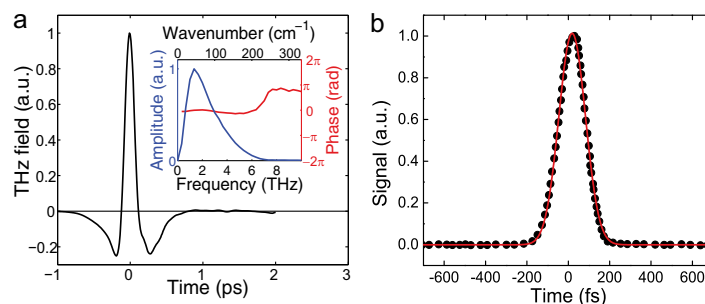 a
THz field (a.u.)
1
0.8
0.6
0.4
0.2
0
-0.2
-1
0
1
2
3
Time (ps)
Wavenumber (cm⁻¹)
0
100
200
300
Amplitude (a.u.)
1
0
Phase (rad)
2π
π
0
-π
-2π
0
2
4
6
8
Frequency (THz)
b
Signal (a.u.)
1.0
0.8
0.6
0.4
0.2
0.0
-600
-400
-200
0
200
400
600
Time (fs)